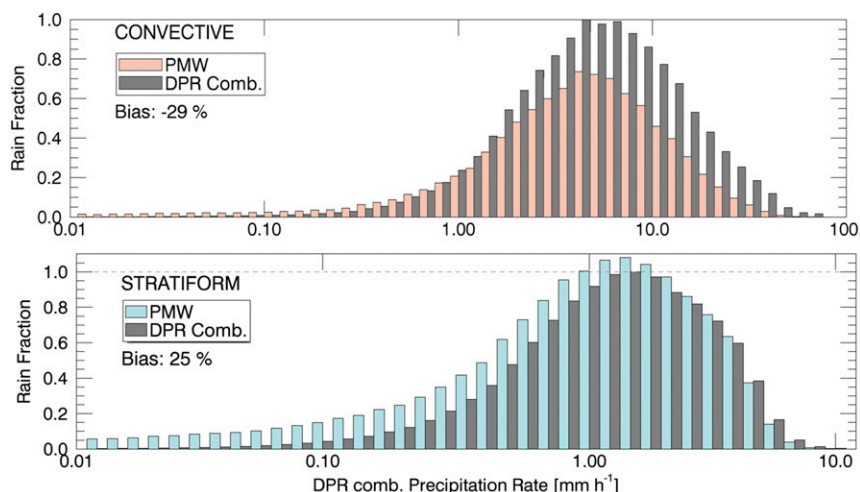 CONVECTIVE
PMW
DPR Comb.
Bias: -29 %
Rain Fraction
1.0
0.8
0.6
0.4
0.2
0.0
0.01 0.10 1.00 10.0 100.
STRATIFORM
PMW
DPR Comb.
Bias: 25 %
Rain Fraction
1.0
0.8
0.6
0.4
0.2
0.0
0.01 0.10 1.00 10.0
DPR comb. Precipitation Rate [mm h⁻¹]